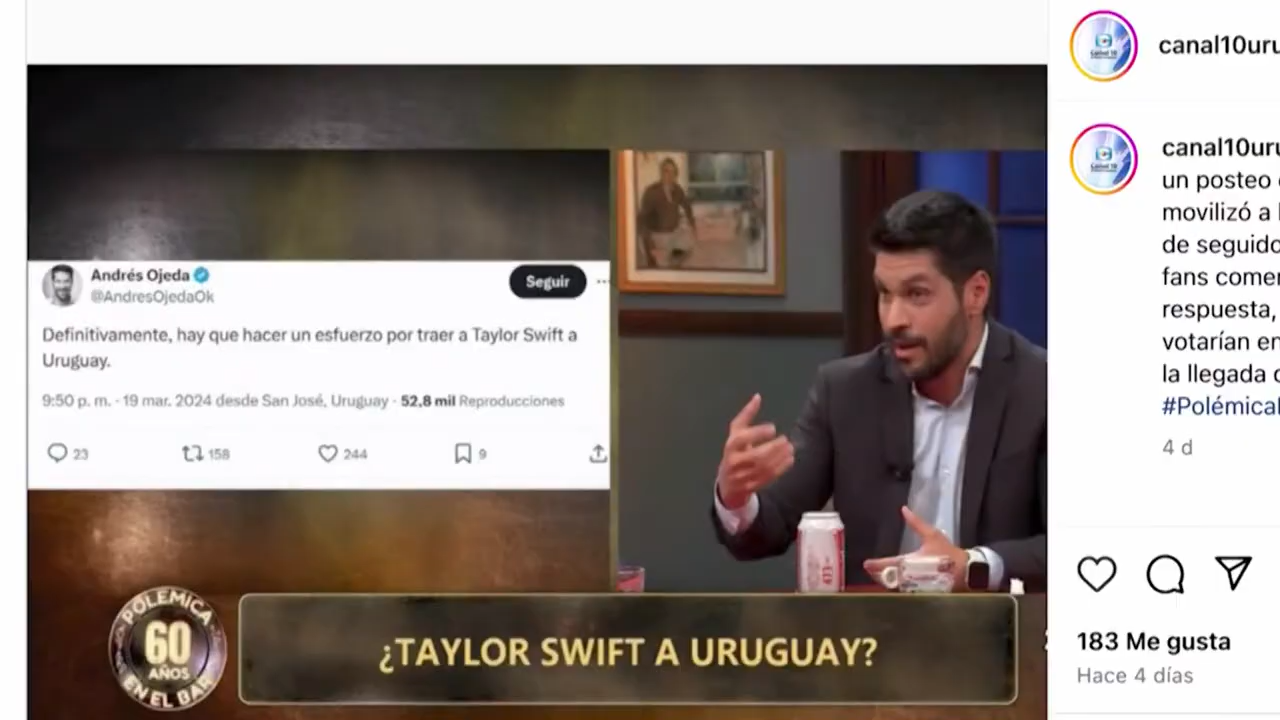 canal10uru
Andrés Ojeda
@AndresOjedaOk
Seguir
Definitivamente, hay que hacer un esfuerzo por traer a Taylor Swift a
Uruguay.
9:50 p. m. · 19 mar. 2024 desde San José, Uruguay · 52,8 mil Reproducciones
23
158
244
9
POLÉMICA
60
AÑOS
EN EL BAR
¿TAYLOR SWIFT A URUGUAY?
canal10uru
un posteo
movilizó a
de seguido
fans comen
respuesta,
votarían en
la llegada
#Polémica
4 d
183 Me gusta
Hace 4 días